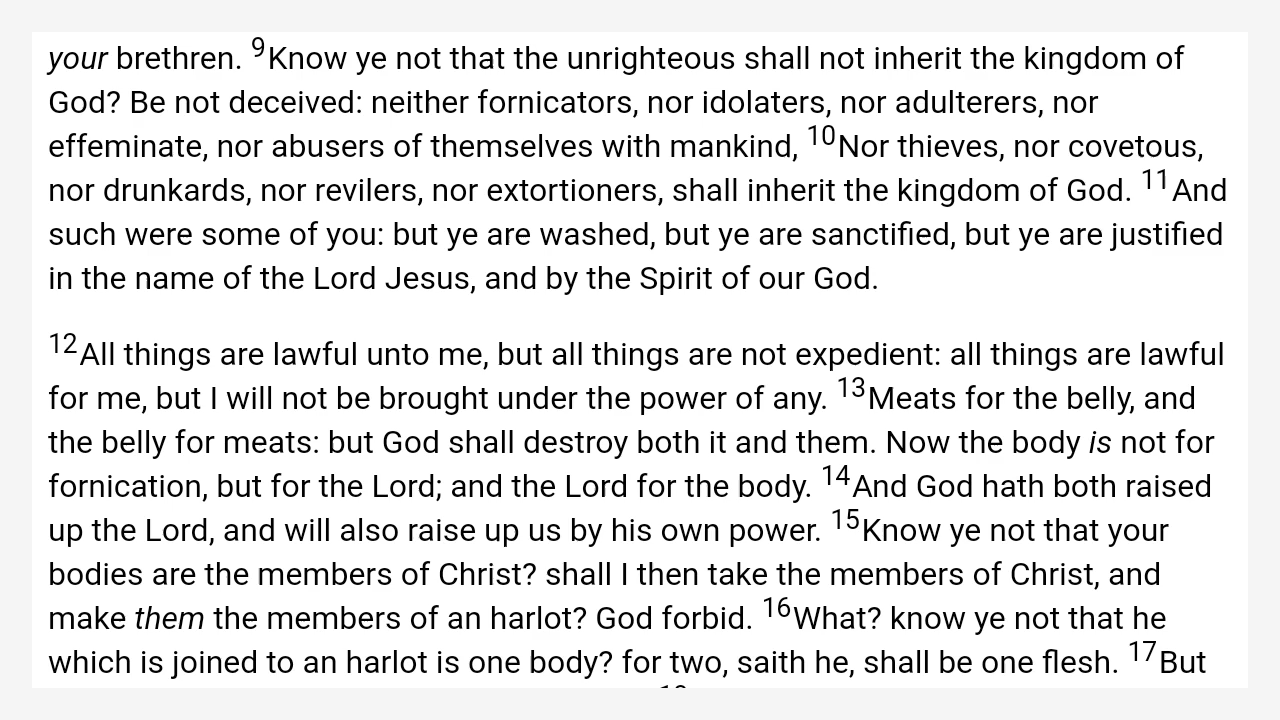 your brethren. 9Know ye not that the unrighteous shall not inherit the kingdom of
God? Be not deceived: neither fornicators, nor idolaters, nor adulterers, nor
effeminate, nor abusers of themselves with mankind, 10Nor thieves, nor covetous,
nor drunkards, nor revilers, nor extortioners, shall inherit the kingdom of God. 11And
such were some of you: but ye are washed, but ye are sanctified, but ye are justified
in the name of the Lord Jesus, and by the Spirit of our God.
12All things are lawful unto me, but all things are not expedient: all things are lawful
for me, but I will not be brought under the power of any. 13Meats for the belly, and
the belly for meats: but God shall destroy both it and them. Now the body is not for
fornication, but for the Lord; and the Lord for the body. 14And God hath both raised
up the Lord, and will also raise up us by his own power. 15Know ye not that your
bodies are the members of Christ? shall I then take the members of Christ, and
make them the members of an harlot? God forbid. 16What? know ye not that he
which is joined to an harlot is one body? for two, saith he, shall be one flesh. 17But